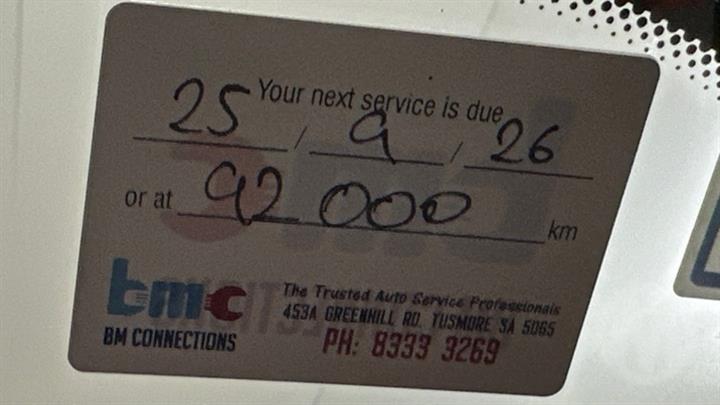 Your next service is due
25 / 9 / 26
or at 92 000 km
bmc
BM CONNECTIONS
The Trusted Auto Service Professionals
453A GREENHILL RD, TUSMORE SA 5065
PH: 8333 3269